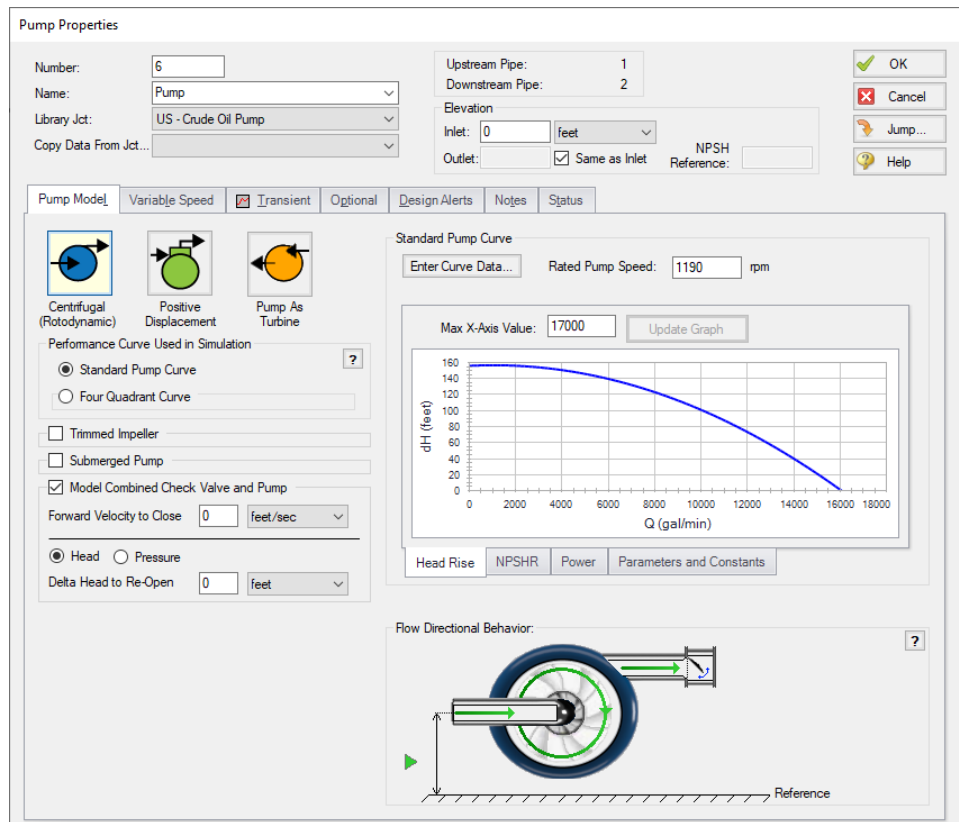 Pump Properties
Number: 6
Name: Pump
Library Jct: US - Crude Oil Pump
Copy Data From Jct...
Upstream Pipe: 1
Downstream Pipe: 2
Elevation
Inlet: 0 feet
Outlet: Same as Inlet
NPSH
Reference:
OK
Cancel
Jump...
Help
Pump Model Variable Speed Transient Optional Design Alerts Notes Status
Centrifugal
(Rotodynamic)
Positive
Displacement
Pump As
Turbine
Performance Curve Used in Simulation
?
Standard Pump Curve
Four Quadrant Curve
Trimmed Impeller
Submerged Pump
Model Combined Check Valve and Pump
Forward Velocity to Close 0 feet/sec
Head Pressure
Delta Head to Re-Open 0 feet
Standard Pump Curve
Enter Curve Data... Rated Pump Speed: 1190 rpm
Max X-Axis Value: 17000 Update Graph
160
140
120
100
80
60
40
20
0
dH (feet)
0 2000 4000 6000 8000 10000 12000 14000 16000 18000
Q (gal/min)
Head Rise NPSHR Power Parameters and Constants
Flow Directional Behavior:
?
Reference